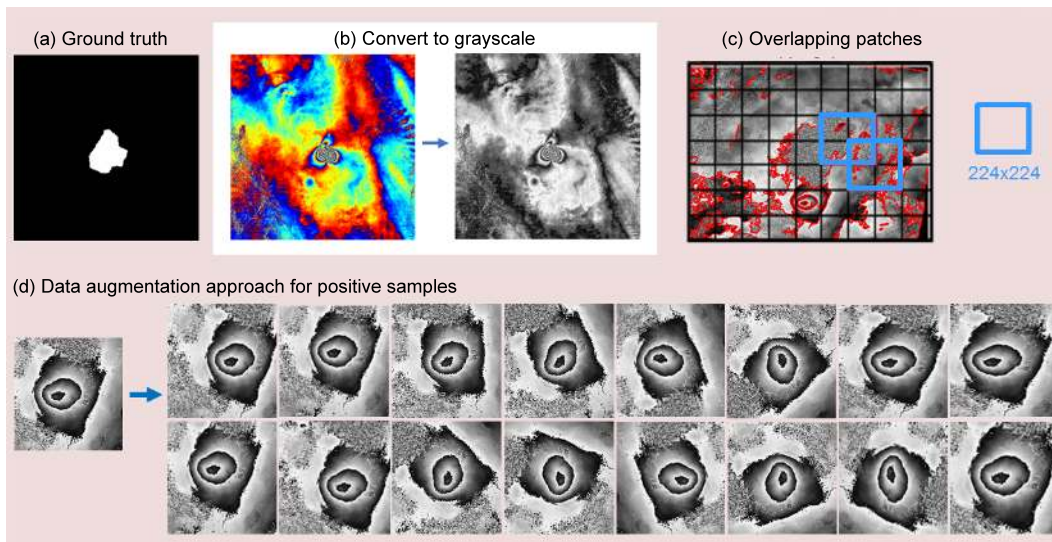 (a) Ground truth
(b) Convert to grayscale
(c) Overlapping patches
224x224
(d) Data augmentation approach for positive samples